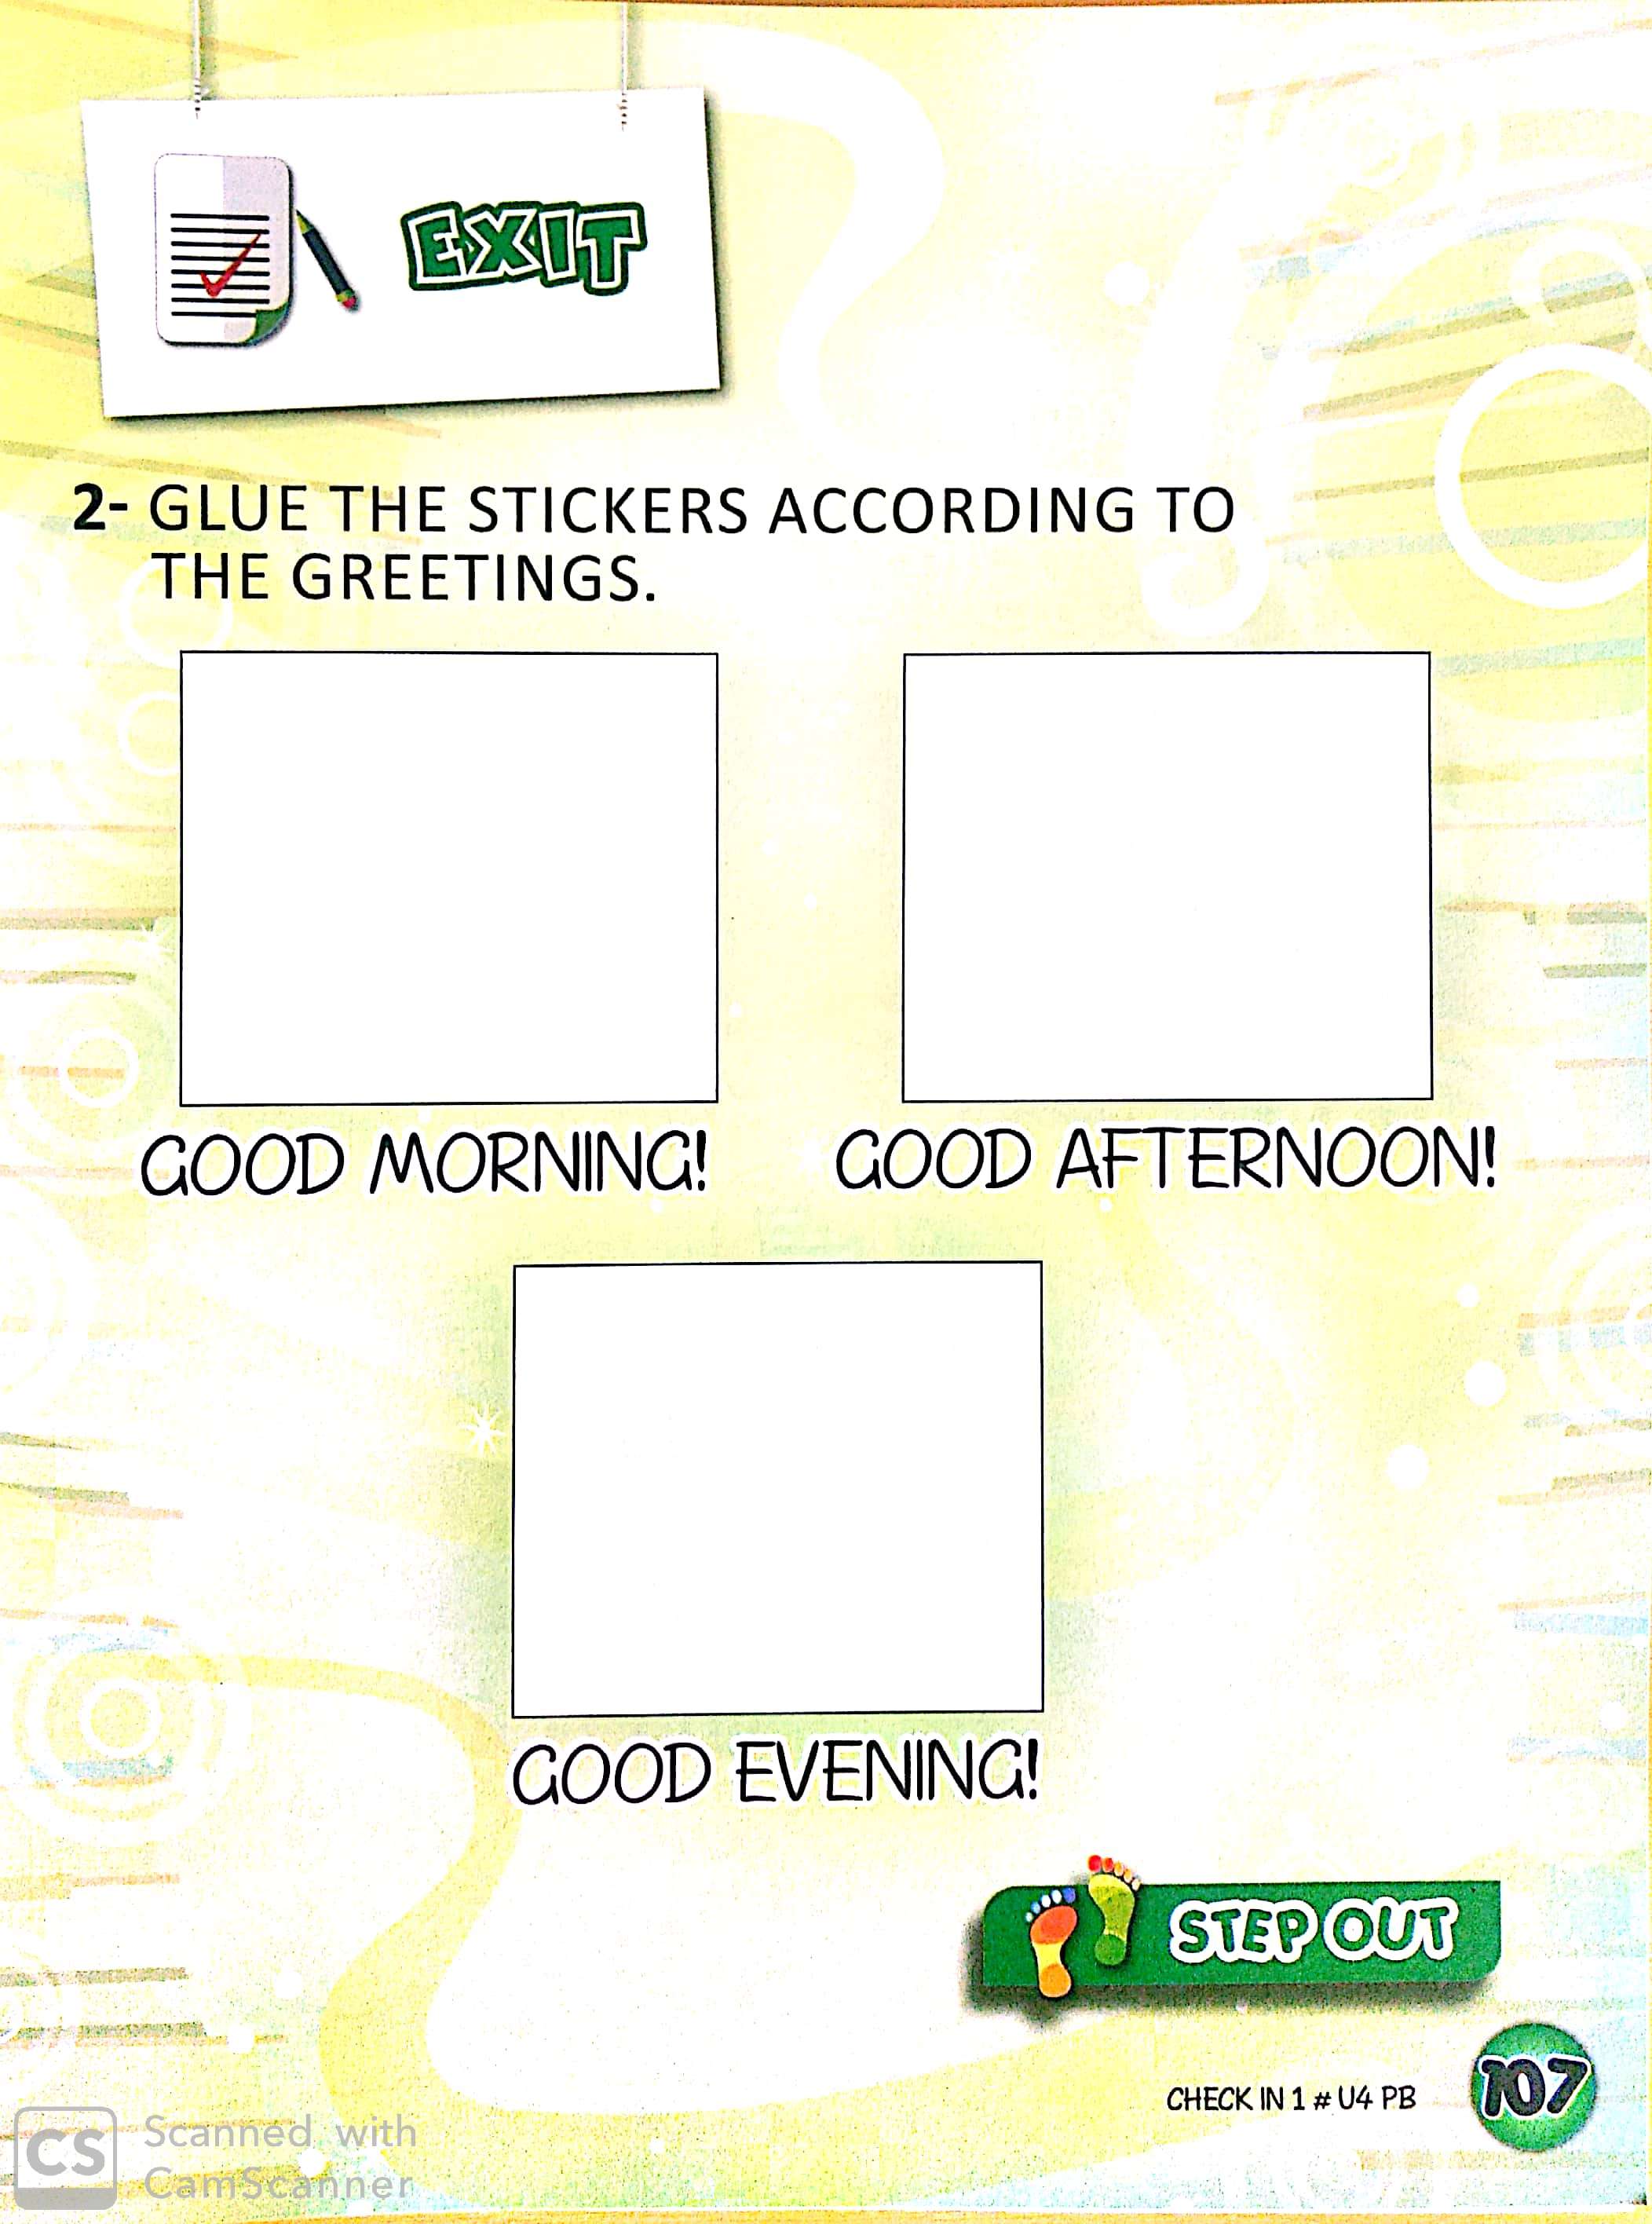 EXIT
2- GLUE THE STICKERS ACCORDING TO
THE GREETINGS.
GOOD MORNING!
GOOD AFTERNOON!
GOOD EVENING!
STEP OUT
CHECK IN 1 # U4 PB
107
CS
Scanned with
CamScanner